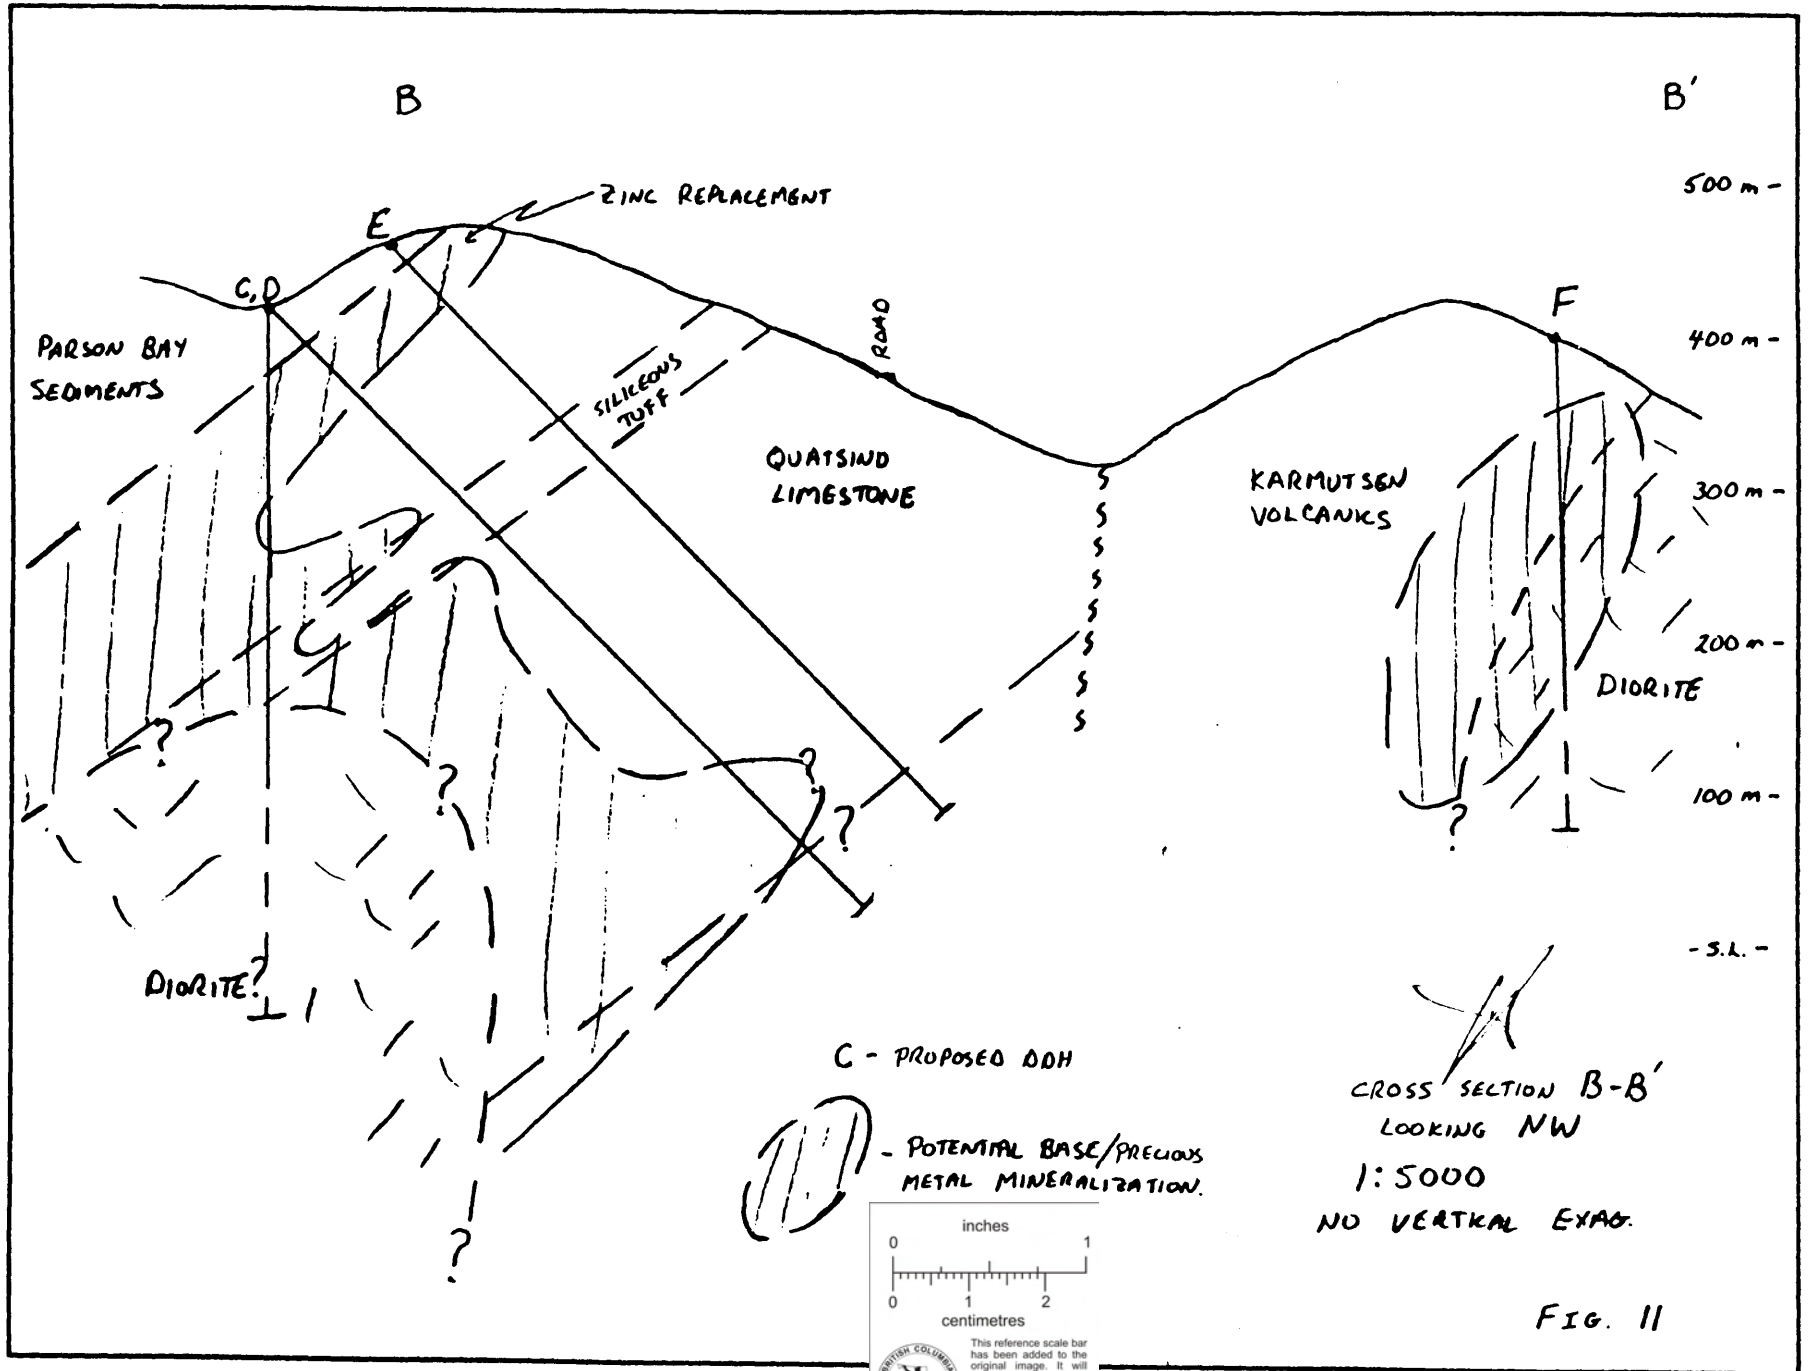 B
B'
500 m -
ZINC REPLACEMENT
E
C, D
F
ROAD
400 m -
PARSON BAY
SEDIMENTS
SILICEOUS
TUFF
QUATSINO
LIMESTONE
KARMUTSEN
VOLCANICS
300 m -
200 m -
DIORITE
?
?
?
?
?
100 m -
- S.L. -
DIORITE?
C - PROPOSED DDH
CROSS SECTION B-B'
LOOKING NW
- POTENTIAL BASE/PRECIOUS
METAL MINERALIZATION.
1:5000
NO VERTICAL EXAG.
?
inches
0 1
0 1 2
centimetres
FIG. 11
This reference scale bar
has been added to the
original image. It will
BRITISH COLUMBIA